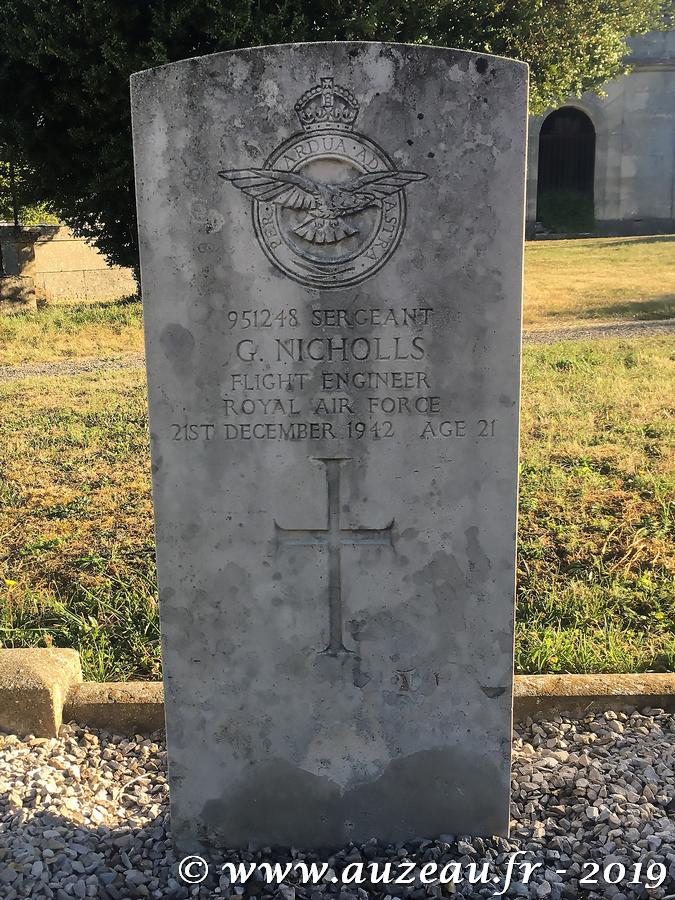 PER · ARDUA · AD ASTRA
951248 SERGEANT
G. NICHOLLS
FLIGHT ENGINEER
ROYAL AIR FORCE
21ST DECEMBER 1942 AGE 21
© www.auzeau.fr - 2019